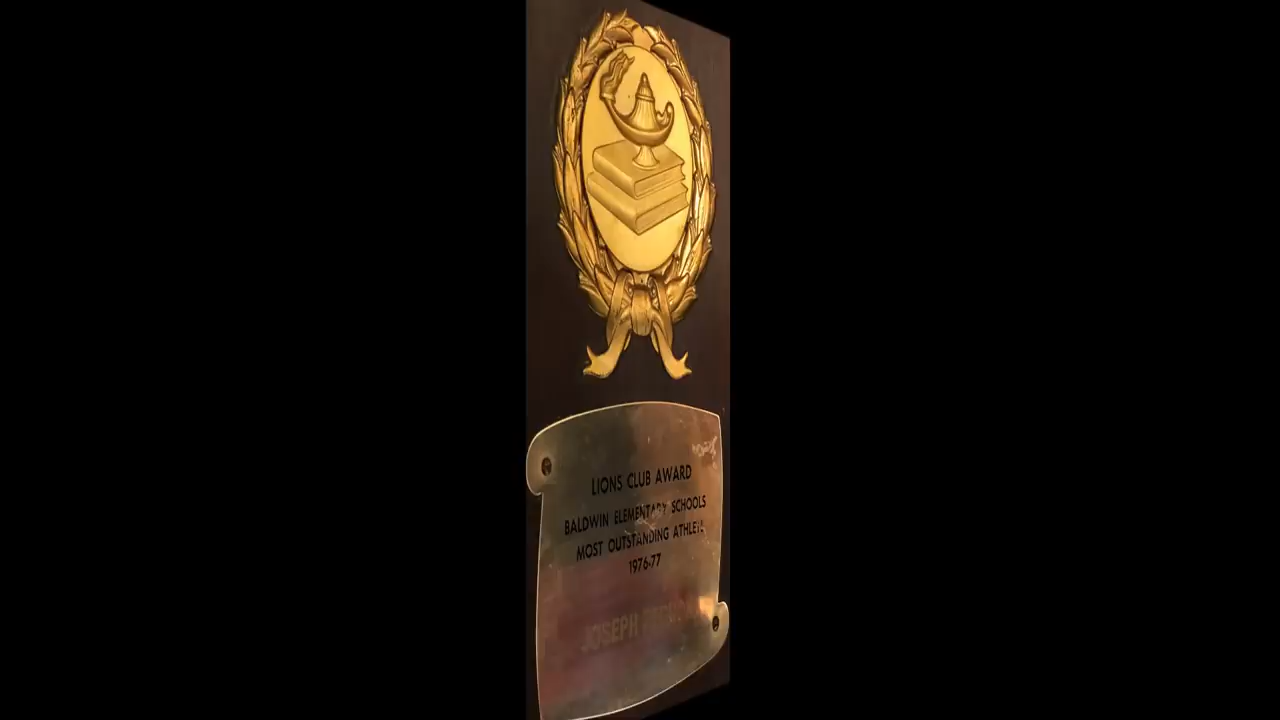 LIONS CLUB AWARD
BALDWIN ELEMENTARY SCHOOLS
MOST OUTSTANDING ATHLETE
1976-77
JOSEPH